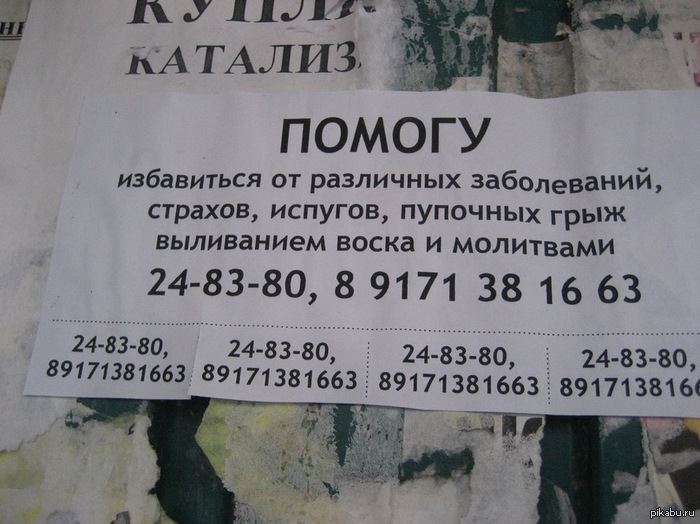 КУПЛ
КАТАЛИЗ
ПОМОГУ
избавиться от различных заболеваний,
страхов, испугов, пупочных грыж
выливанием воска и молитвами
24-83-80, 8 9171 38 16 63
24-83-80,
89171381663
24-83-80,
89171381663
24-83-80,
89171381663
24-83-80,
8917138166
pikabu.ru